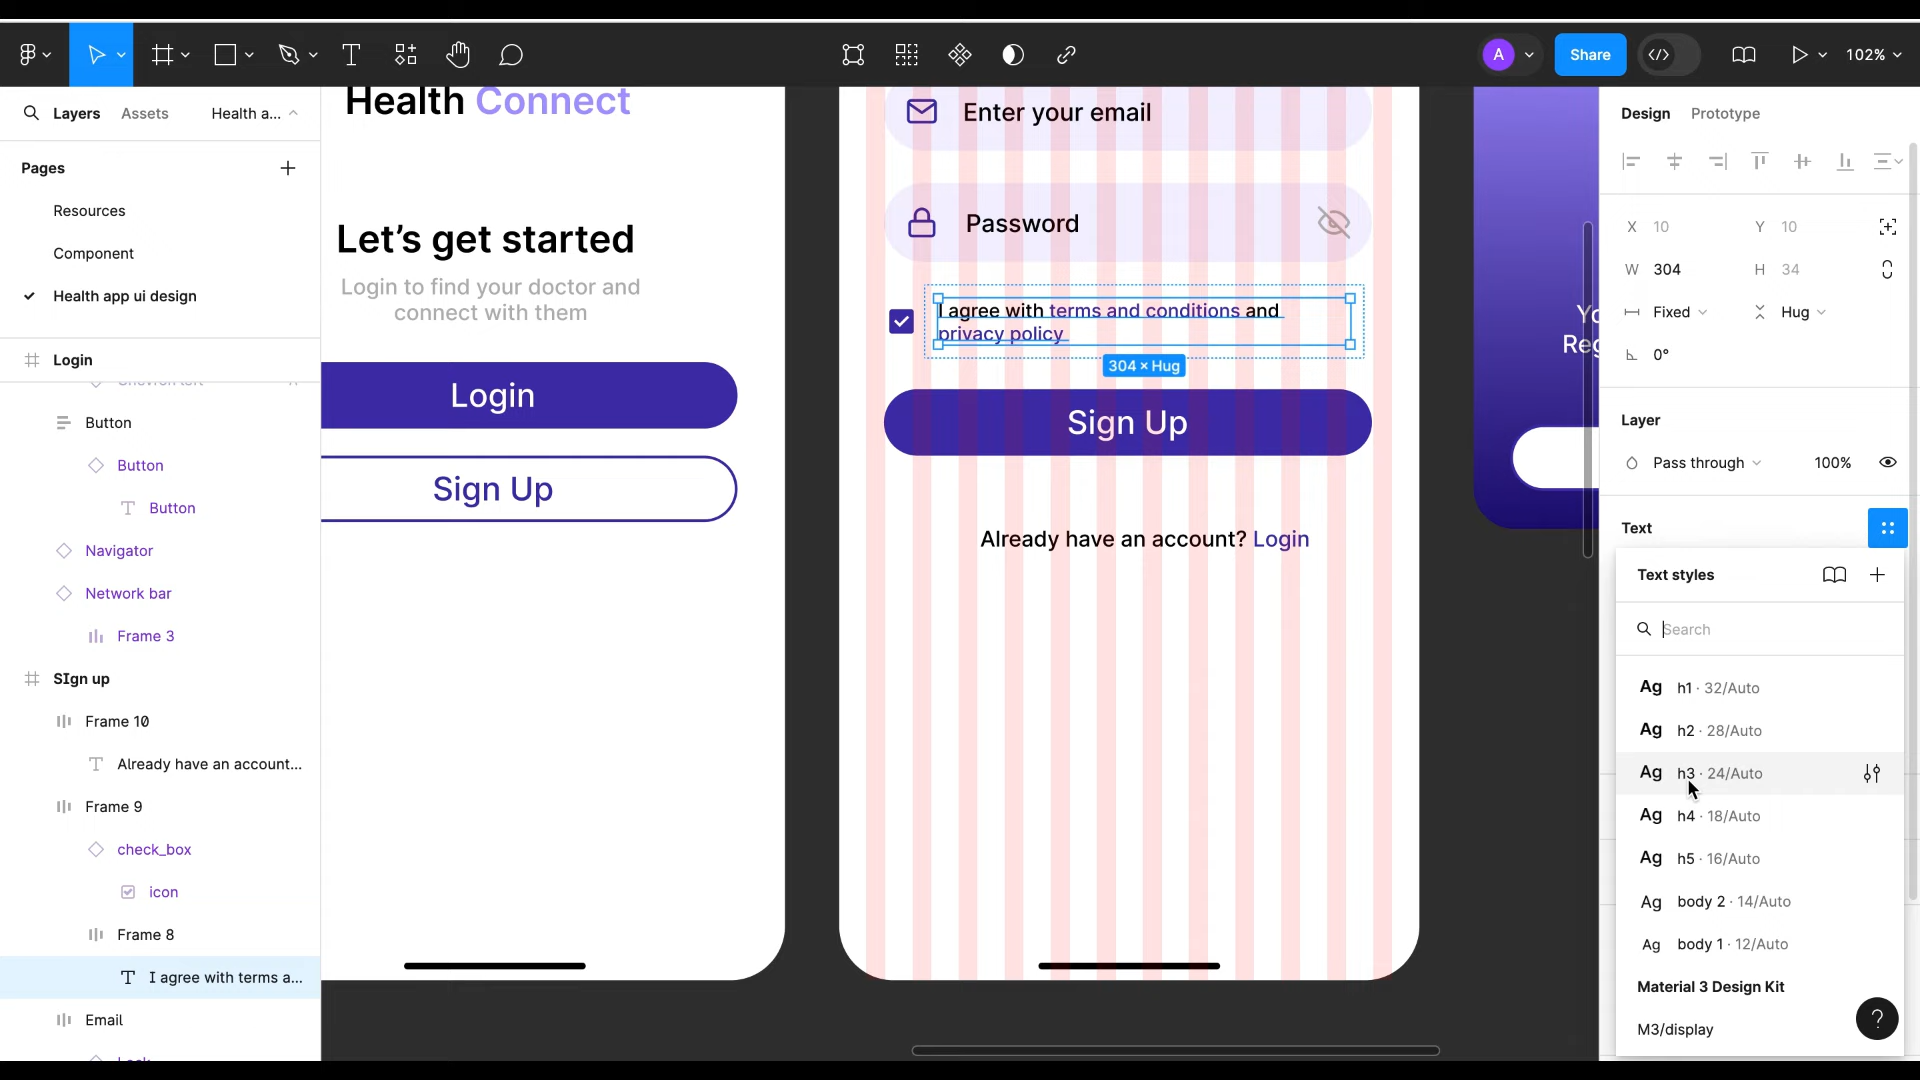 A
Share
102%
Layers
Assets
Health a...
Pages
Resources
Component
Health app ui design
Login
Button
Button
Button
Navigator
Network bar
Frame 3
SIgn up
Frame 10
Already have an account...
Frame 9
check_box
icon
Frame 8
I agree with terms a...
Email
Health Connect
Let's get started
Login to find your doctor and
connect with them
Login
Sign Up
Enter your email
Password
I agree with terms and conditions and
privacy policy
304 × Hug
Sign Up
Already have an account? Login
Design
Prototype
X 10
Y 10
W 304
H 34
Fixed
Hug
0°
Layer
Pass through
100%
Text
Text styles
Search
Ag h1 · 32/Auto
Ag h2 · 28/Auto
Ag h3 · 24/Auto
Ag h4 · 18/Auto
Ag h5 · 16/Auto
Ag body 2 · 14/Auto
Ag body 1 · 12/Auto
Material 3 Design Kit
M3/display
?